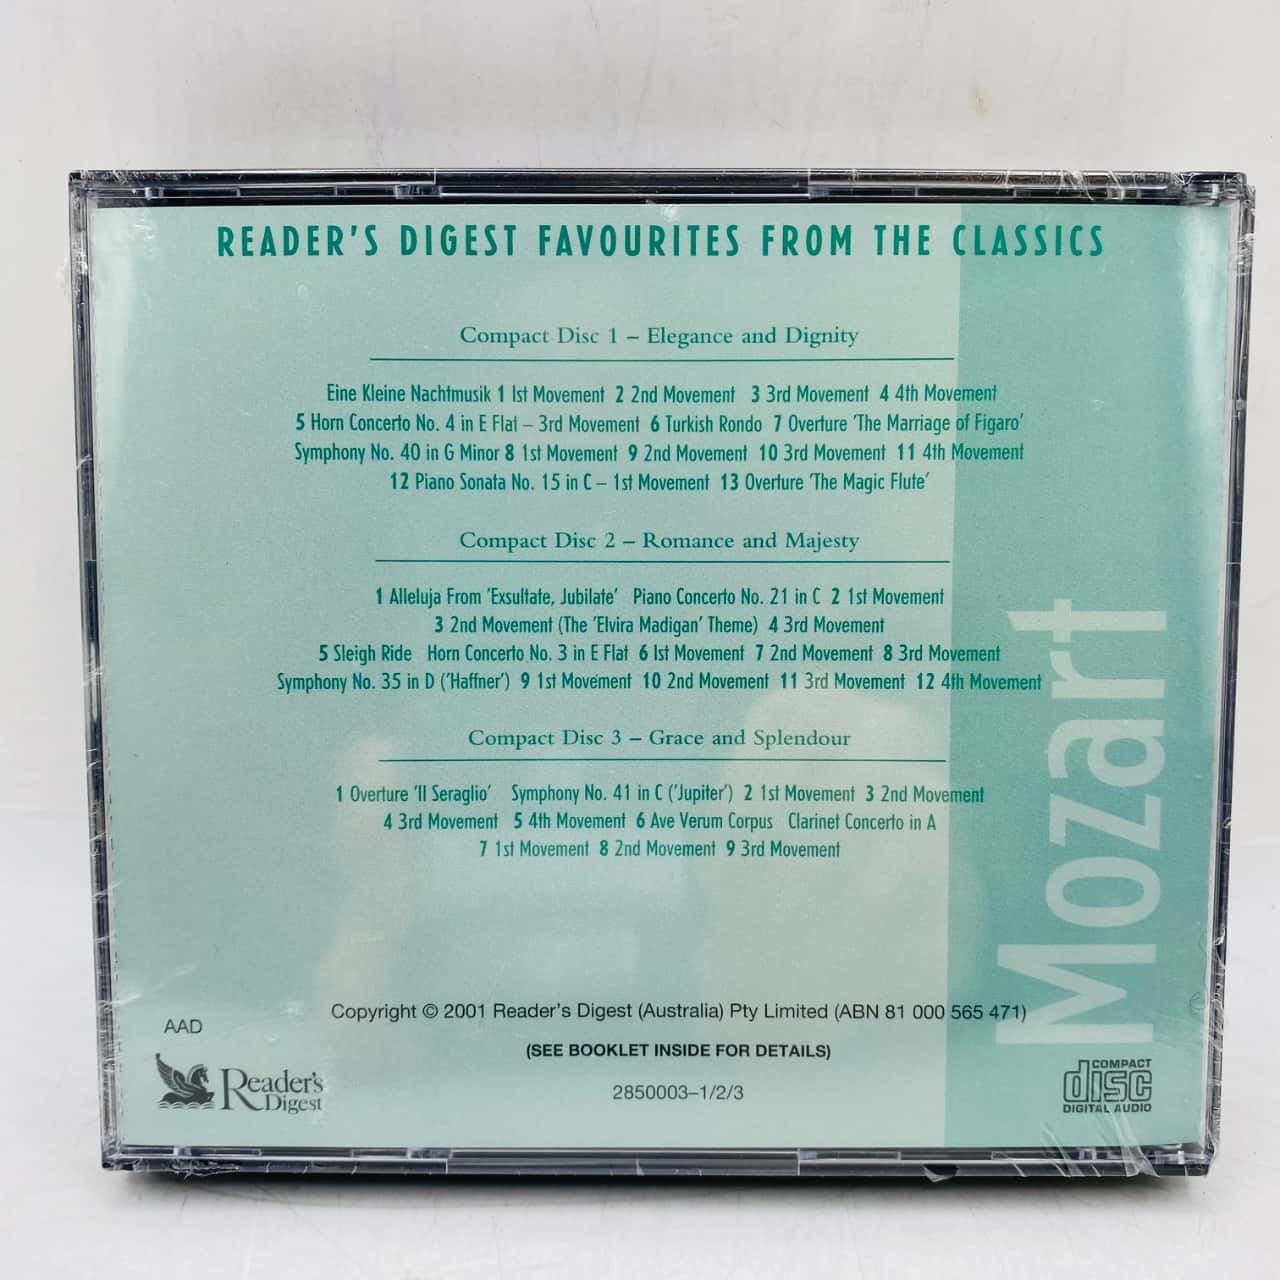 READER'S DIGEST FAVOURITES FROM THE CLASSICS
Compact Disc 1 – Elegance and Dignity
Eine Kleine Nachtmusik 1 1st Movement 2 2nd Movement 3 3rd Movement 4 4th Movement
5 Horn Concerto No. 4 in E Flat – 3rd Movement 6 Turkish Rondo 7 Overture 'The Marriage of Figaro'
Symphony No. 40 in G Minor 8 1st Movement 9 2nd Movement 10 3rd Movement 11 4th Movement
12 Piano Sonata No. 15 in C – 1st Movement 13 Overture 'The Magic Flute'
Compact Disc 2 – Romance and Majesty
1 Alleluja From 'Exsultate, Jubilate' Piano Concerto No. 21 in C 2 1st Movement
3 2nd Movement (The 'Elvira Madigan' Theme) 4 3rd Movement
5 Sleigh Ride Horn Concerto No. 3 in E Flat 6 1st Movement 7 2nd Movement 8 3rd Movement
Symphony No. 35 in D ('Haffner') 9 1st Movement 10 2nd Movement 11 3rd Movement 12 4th Movement
Compact Disc 3 – Grace and Splendour
1 Overture 'Il Seraglio' Symphony No. 41 in C ('Jupiter') 2 1st Movement 3 2nd Movement
4 3rd Movement 5 4th Movement 6 Ave Verum Corpus Clarinet Concerto in A
7 1st Movement 8 2nd Movement 9 3rd Movement
Mozart
Copyright © 2001 Reader's Digest (Australia) Pty Limited (ABN 81 000 565 471)
AAD
(SEE BOOKLET INSIDE FOR DETAILS)
Reader's
Digest
2850003–1/2/3
COMPACT
disc
DIGITAL AUDIO